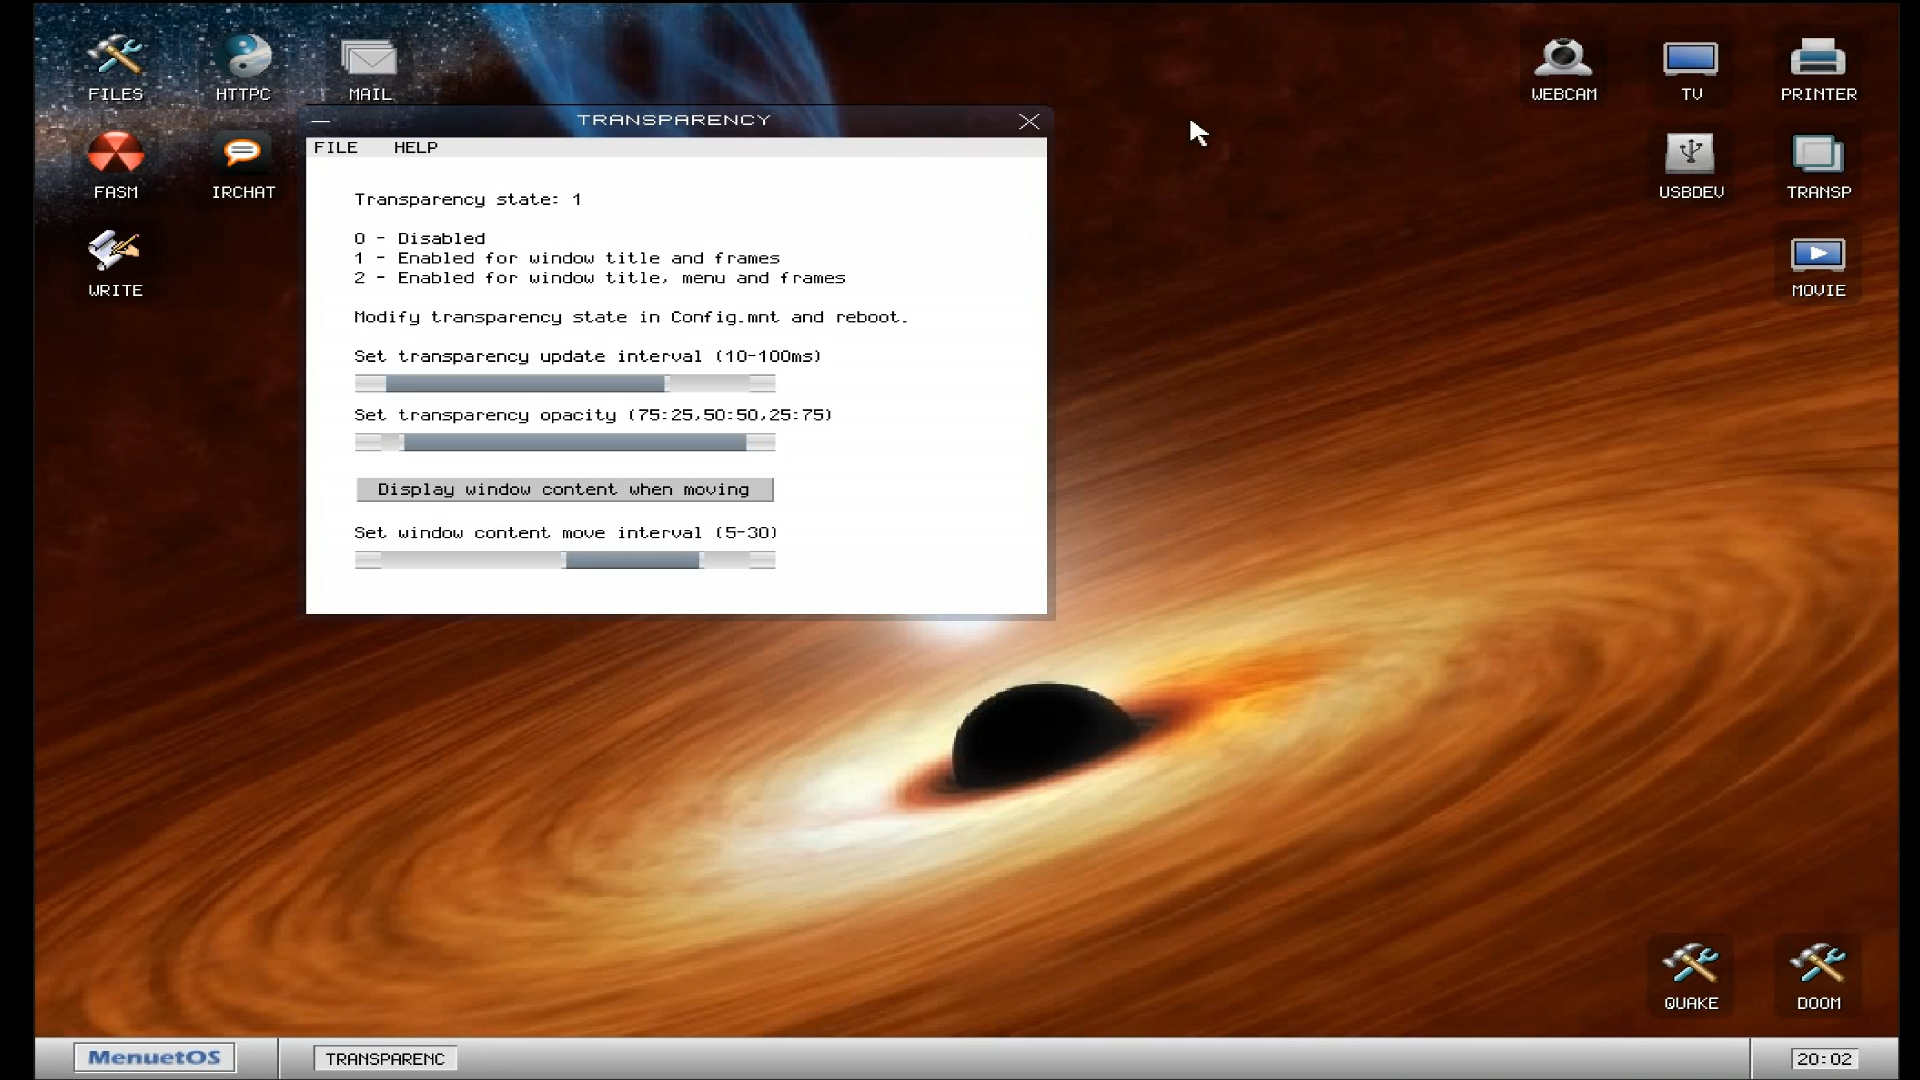 FILES
HTTPC
MAIL
WEBCAM
TV
PRINTER
FASM
IRCHAT
USBDEV
TRANSP
WRITE
MOVIE
TRANSPARENCY
FILE HELP
Transparency state: 1
0 - Disabled
1 - Enabled for window title and frames
2 - Enabled for window title, menu and frames
Modify transparency state in Config.mnt and reboot.
Set transparency update interval (10-100ms)
Set transparency opacity (75:25,50:50,25:75)
Display window content when moving
Set window content move interval (5-30)
QUAKE
DOOM
MenuetOS
TRANSPARENC
20:02